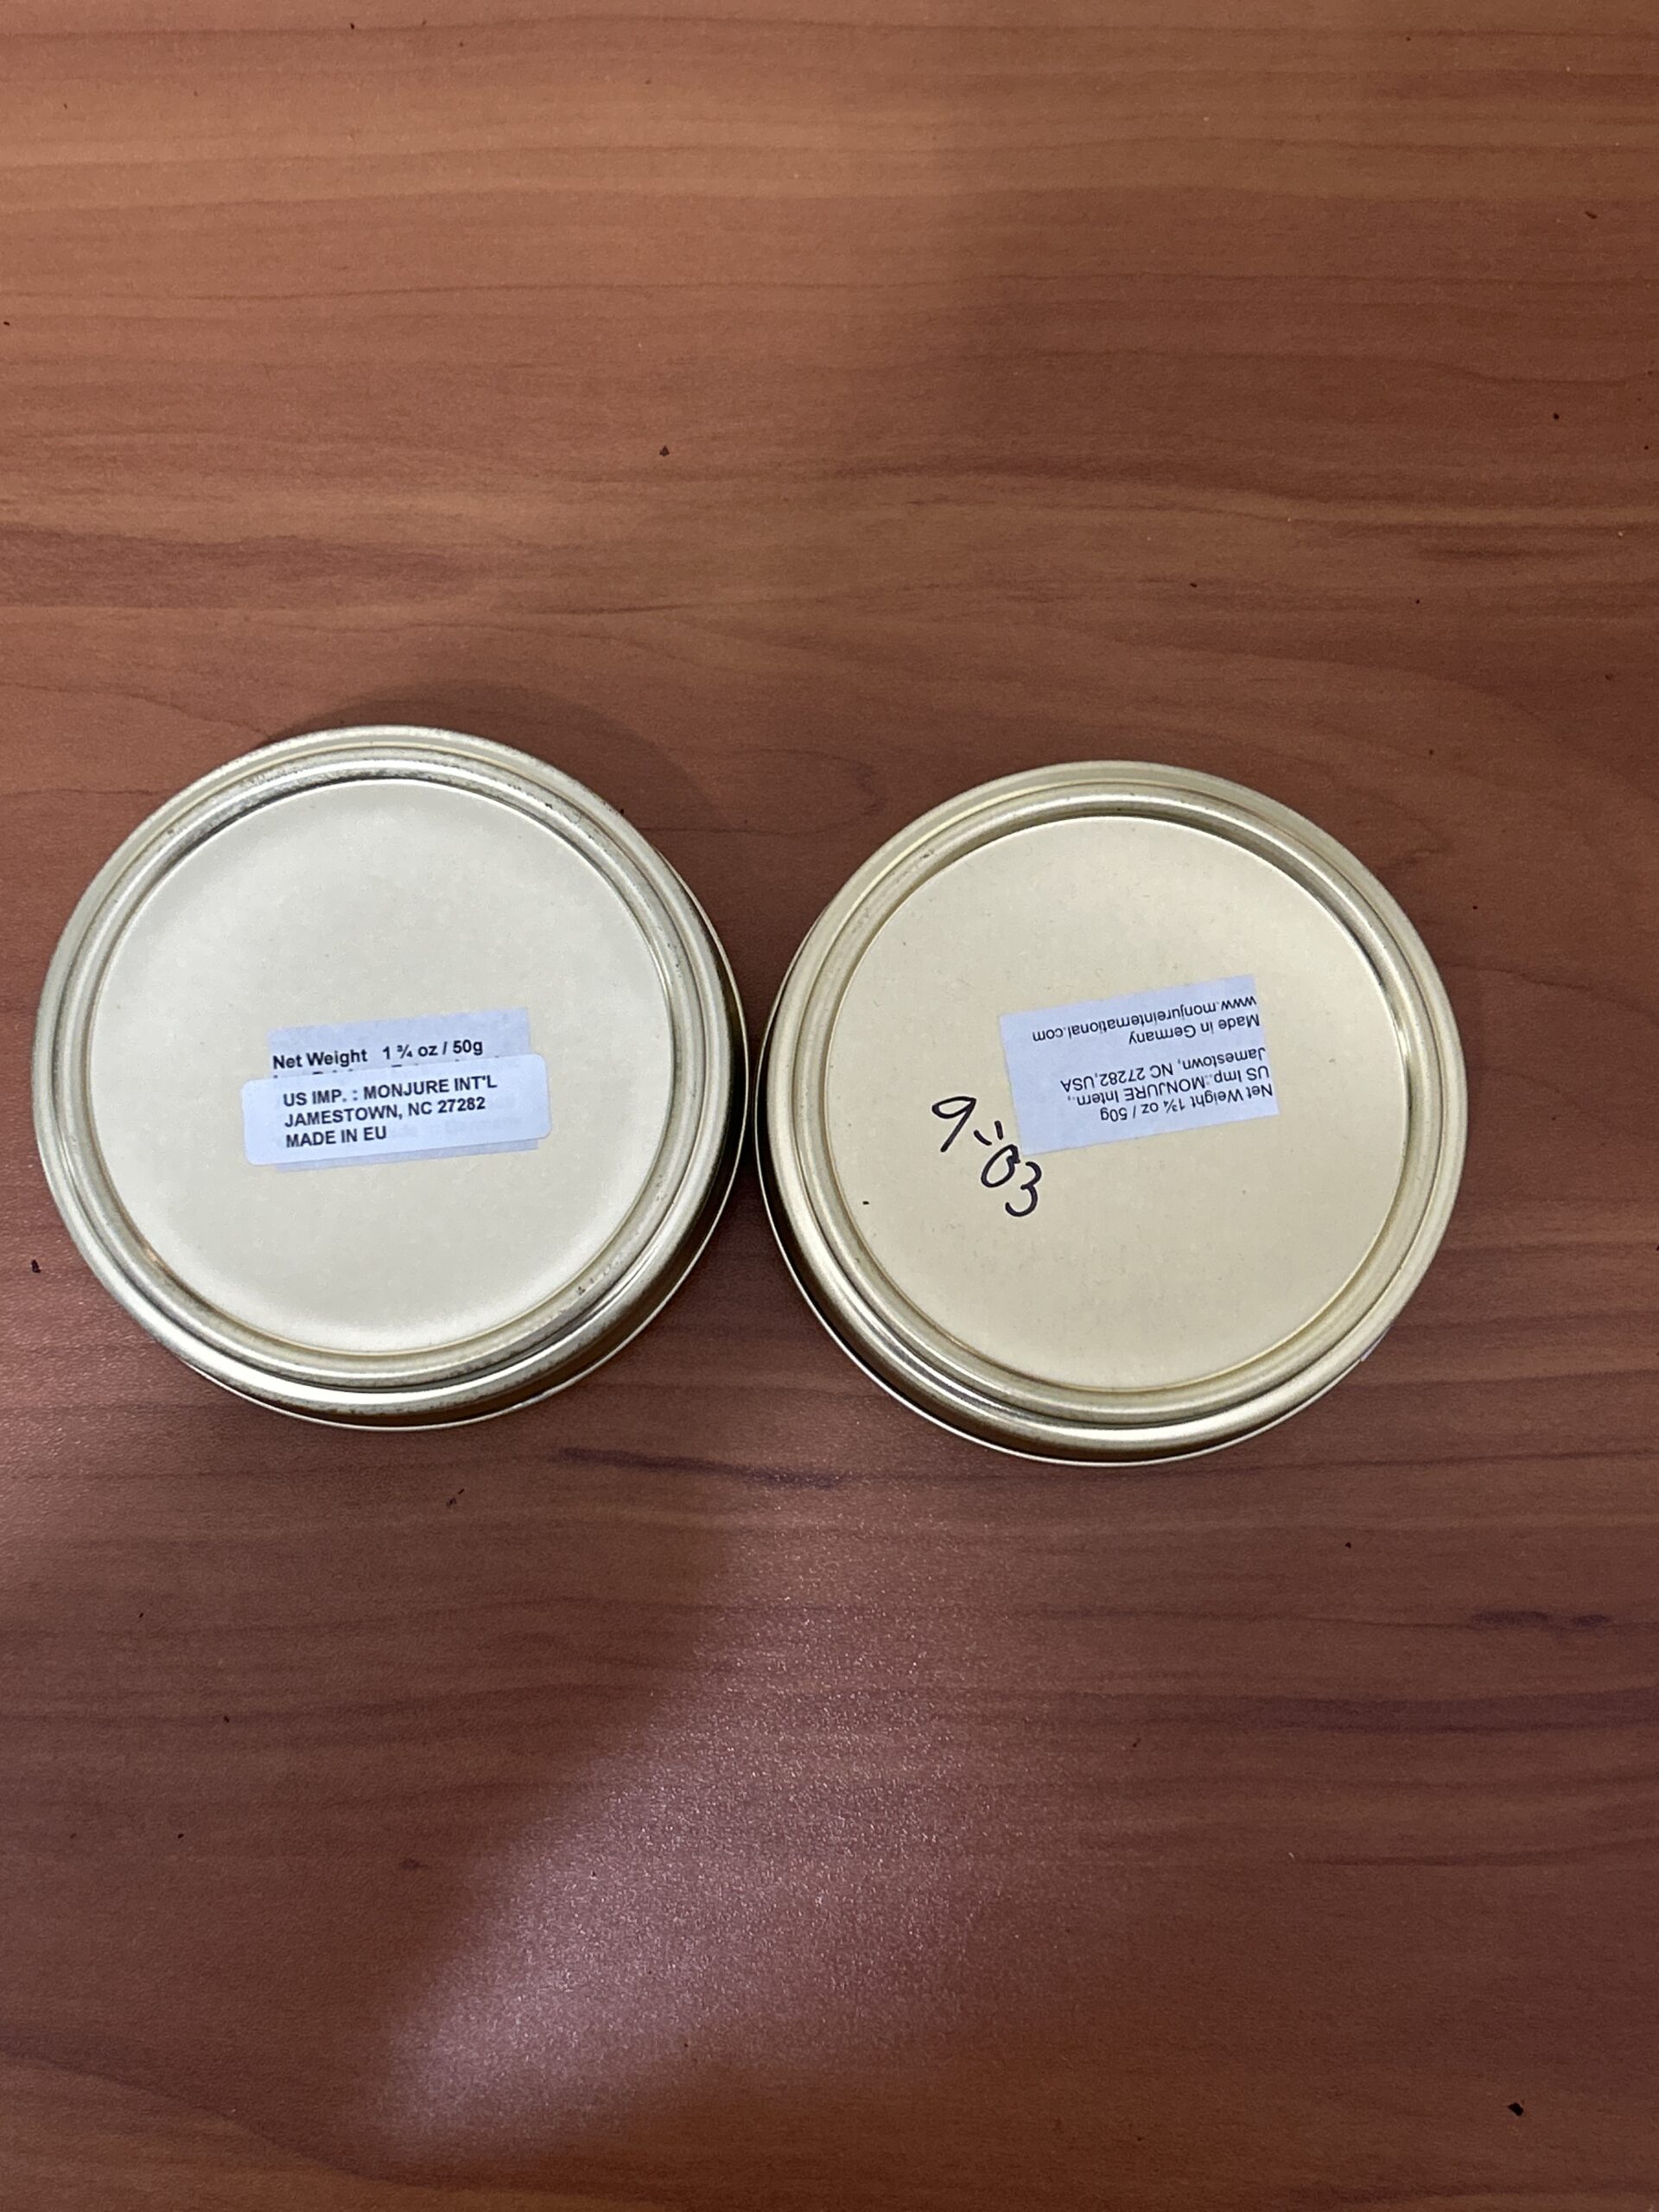 Net Weight 1 ¾ oz / 50g
US IMP. : MONJURE INT'L
JAMESTOWN, NC 27282
MADE IN EU
Net Weight 1¾ oz / 50g
US Imp.:MONJURE Intern.,
Jamestown, NC 27282,USA
Made in Germany
www.monjureinternational.com
9-03